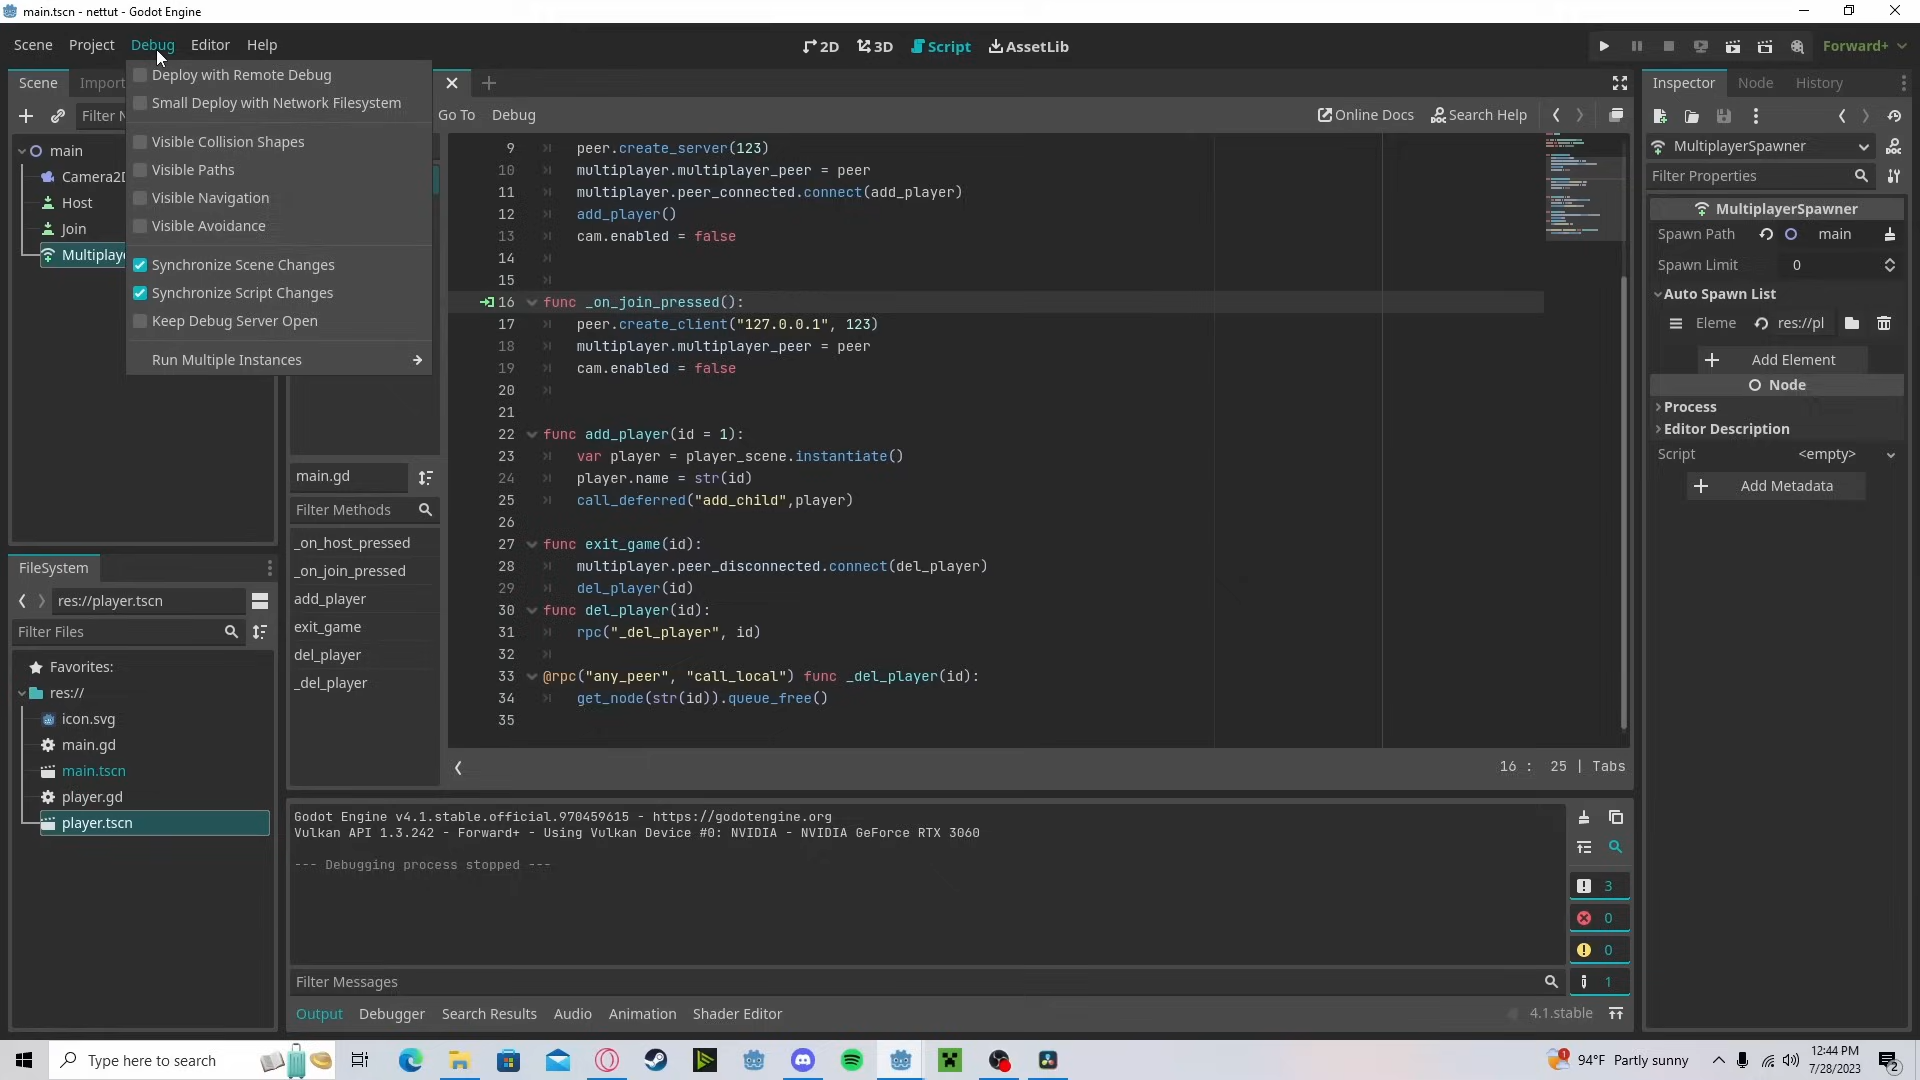 main.tscn - nettut - Godot Engine
Scene Project Debug Editor Help
2D 3D Script AssetLib
Forward+
Scene Import
Deploy with Remote Debug
Small Deploy with Network Filesystem
Visible Collision Shapes
Visible Paths
Visible Navigation
Visible Avoidance
Synchronize Scene Changes
Synchronize Script Changes
Keep Debug Server Open
Run Multiple Instances
Filter N
main
Camera2D
Host
Join
Multiplaye
Go To Debug
Online Docs Search Help
9 peer.create_server(123)
10 multiplayer.multiplayer_peer = peer
11 multiplayer.peer_connected.connect(add_player)
12 add_player()
13 cam.enabled = false
14
15
16 func _on_join_pressed():
17 peer.create_client("127.0.0.1", 123)
18 multiplayer.multiplayer_peer = peer
19 cam.enabled = false
20
21
22 func add_player(id = 1):
23 var player = player_scene.instantiate()
24 player.name = str(id)
25 call_deferred("add_child",player)
26
27 func exit_game(id):
28 multiplayer.peer_disconnected.connect(del_player)
29 del_player(id)
30 func del_player(id):
31 rpc("_del_player", id)
32
33 @rpc("any_peer", "call_local") func _del_player(id):
34 get_node(str(id)).queue_free()
35
16 : 25 | Tabs
main.gd
Filter Methods
_on_host_pressed
_on_join_pressed
add_player
exit_game
del_player
_del_player
FileSystem
res://player.tscn
Filter Files
Favorites:
res://
icon.svg
main.gd
main.tscn
player.gd
player.tscn
Godot Engine v4.1.stable.official.970459615 - https://godotengine.org
Vulkan API 1.3.242 - Forward+ - Using Vulkan Device #0: NVIDIA - NVIDIA GeForce RTX 3060
--- Debugging process stopped ---
3
0
0
1
Filter Messages
Output Debugger Search Results Audio Animation Shader Editor
4.1.stable
Inspector Node History
MultiplayerSpawner
Filter Properties
MultiplayerSpawner
Spawn Path main
Spawn Limit 0
Auto Spawn List
Eleme res://pl
Add Element
Node
Process
Editor Description
Script <empty>
Add Metadata
Type here to search
94°F Partly sunny
12:44 PM
7/28/2023
2